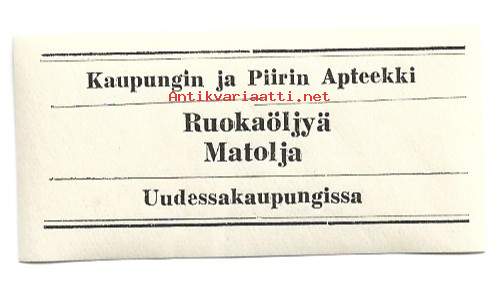 Kaupungin ja Piirin Apteekki
Antikvariaatti.net
Ruokaöljyä
Matolja
Uudessakaupungissa